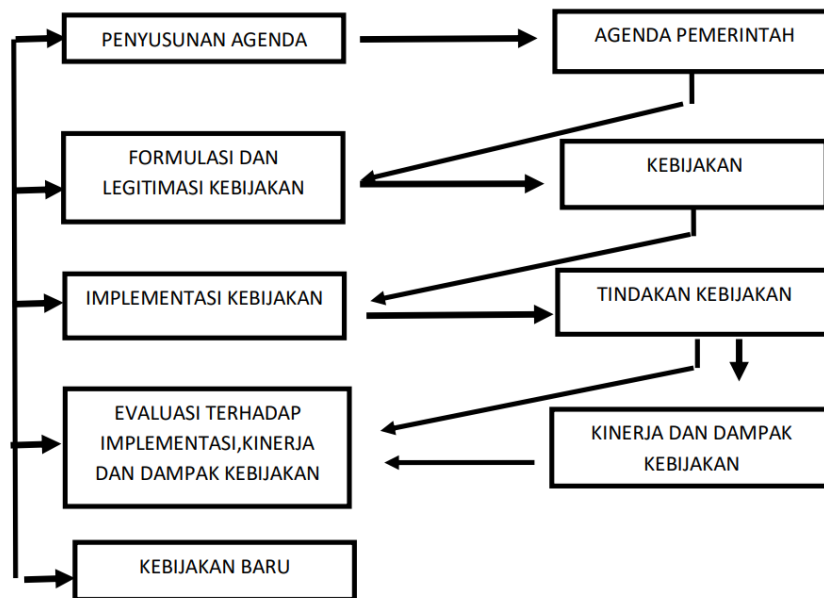 PENYUSUNAN AGENDA
AGENDA PEMERINTAH
FORMULASI DAN
LEGITIMASI KEBIJAKAN
KEBIJAKAN
IMPLEMENTASI KEBIJAKAN
TINDAKAN KEBIJAKAN
EVALUASI TERHADAP
IMPLEMENTASI,KINERJA
DAN DAMPAK KEBIJAKAN
KINERJA DAN DAMPAK
KEBIJAKAN
KEBIJAKAN BARU